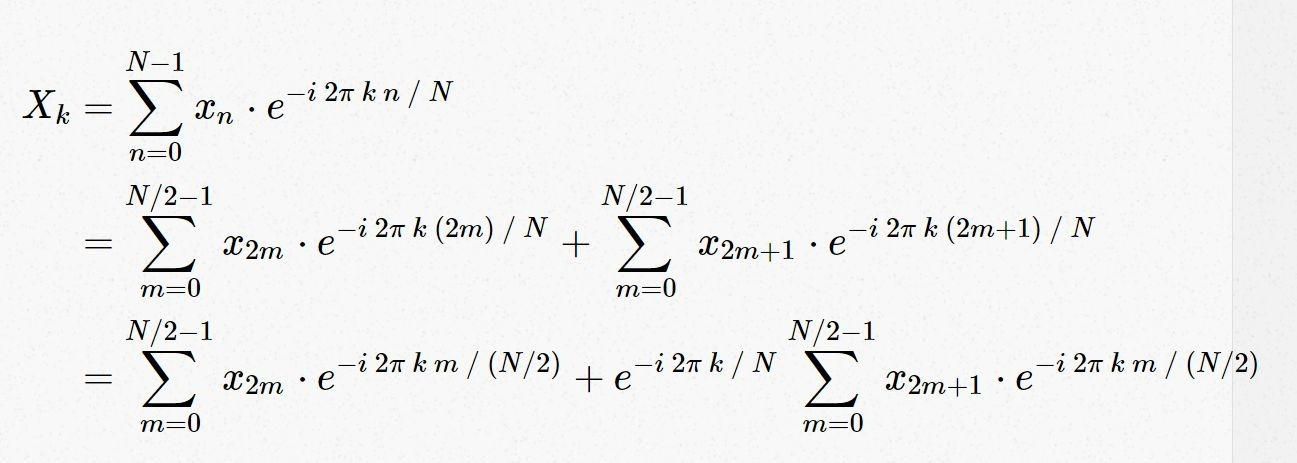 X_k = \sum_{n=0}^{N-1} x_n \cdot e^{-i 2\pi k n / N}
= \sum_{m=0}^{N/2-1} x_{2m} \cdot e^{-i 2\pi k (2m) / N} + \sum_{m=0}^{N/2-1} x_{2m+1} \cdot e^{-i 2\pi k (2m+1) / N}
= \sum_{m=0}^{N/2-1} x_{2m} \cdot e^{-i 2\pi k m / (N/2)} + e^{-i 2\pi k / N} \sum_{m=0}^{N/2-1} x_{2m+1} \cdot e^{-i 2\pi k m / (N/2)}